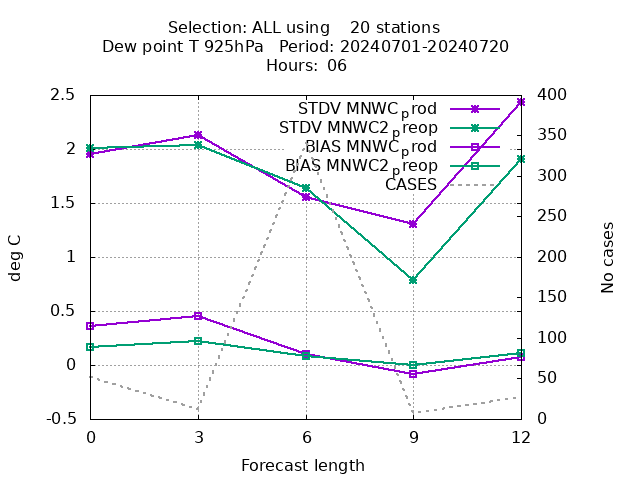 Selection: ALL using    20 stations
Dew point T 925hPa   Period: 20240701-20240720
Hours:  06
STDV MNWC_prod
STDV MNWC2_preop
BIAS MNWC_prod
BIAS MNWC2_preop
CASES
2.5
2
1.5
1
0.5
0
-0.5
deg C
400
350
300
250
200
150
100
50
0
No cases
0 3 6 9 12
Forecast length